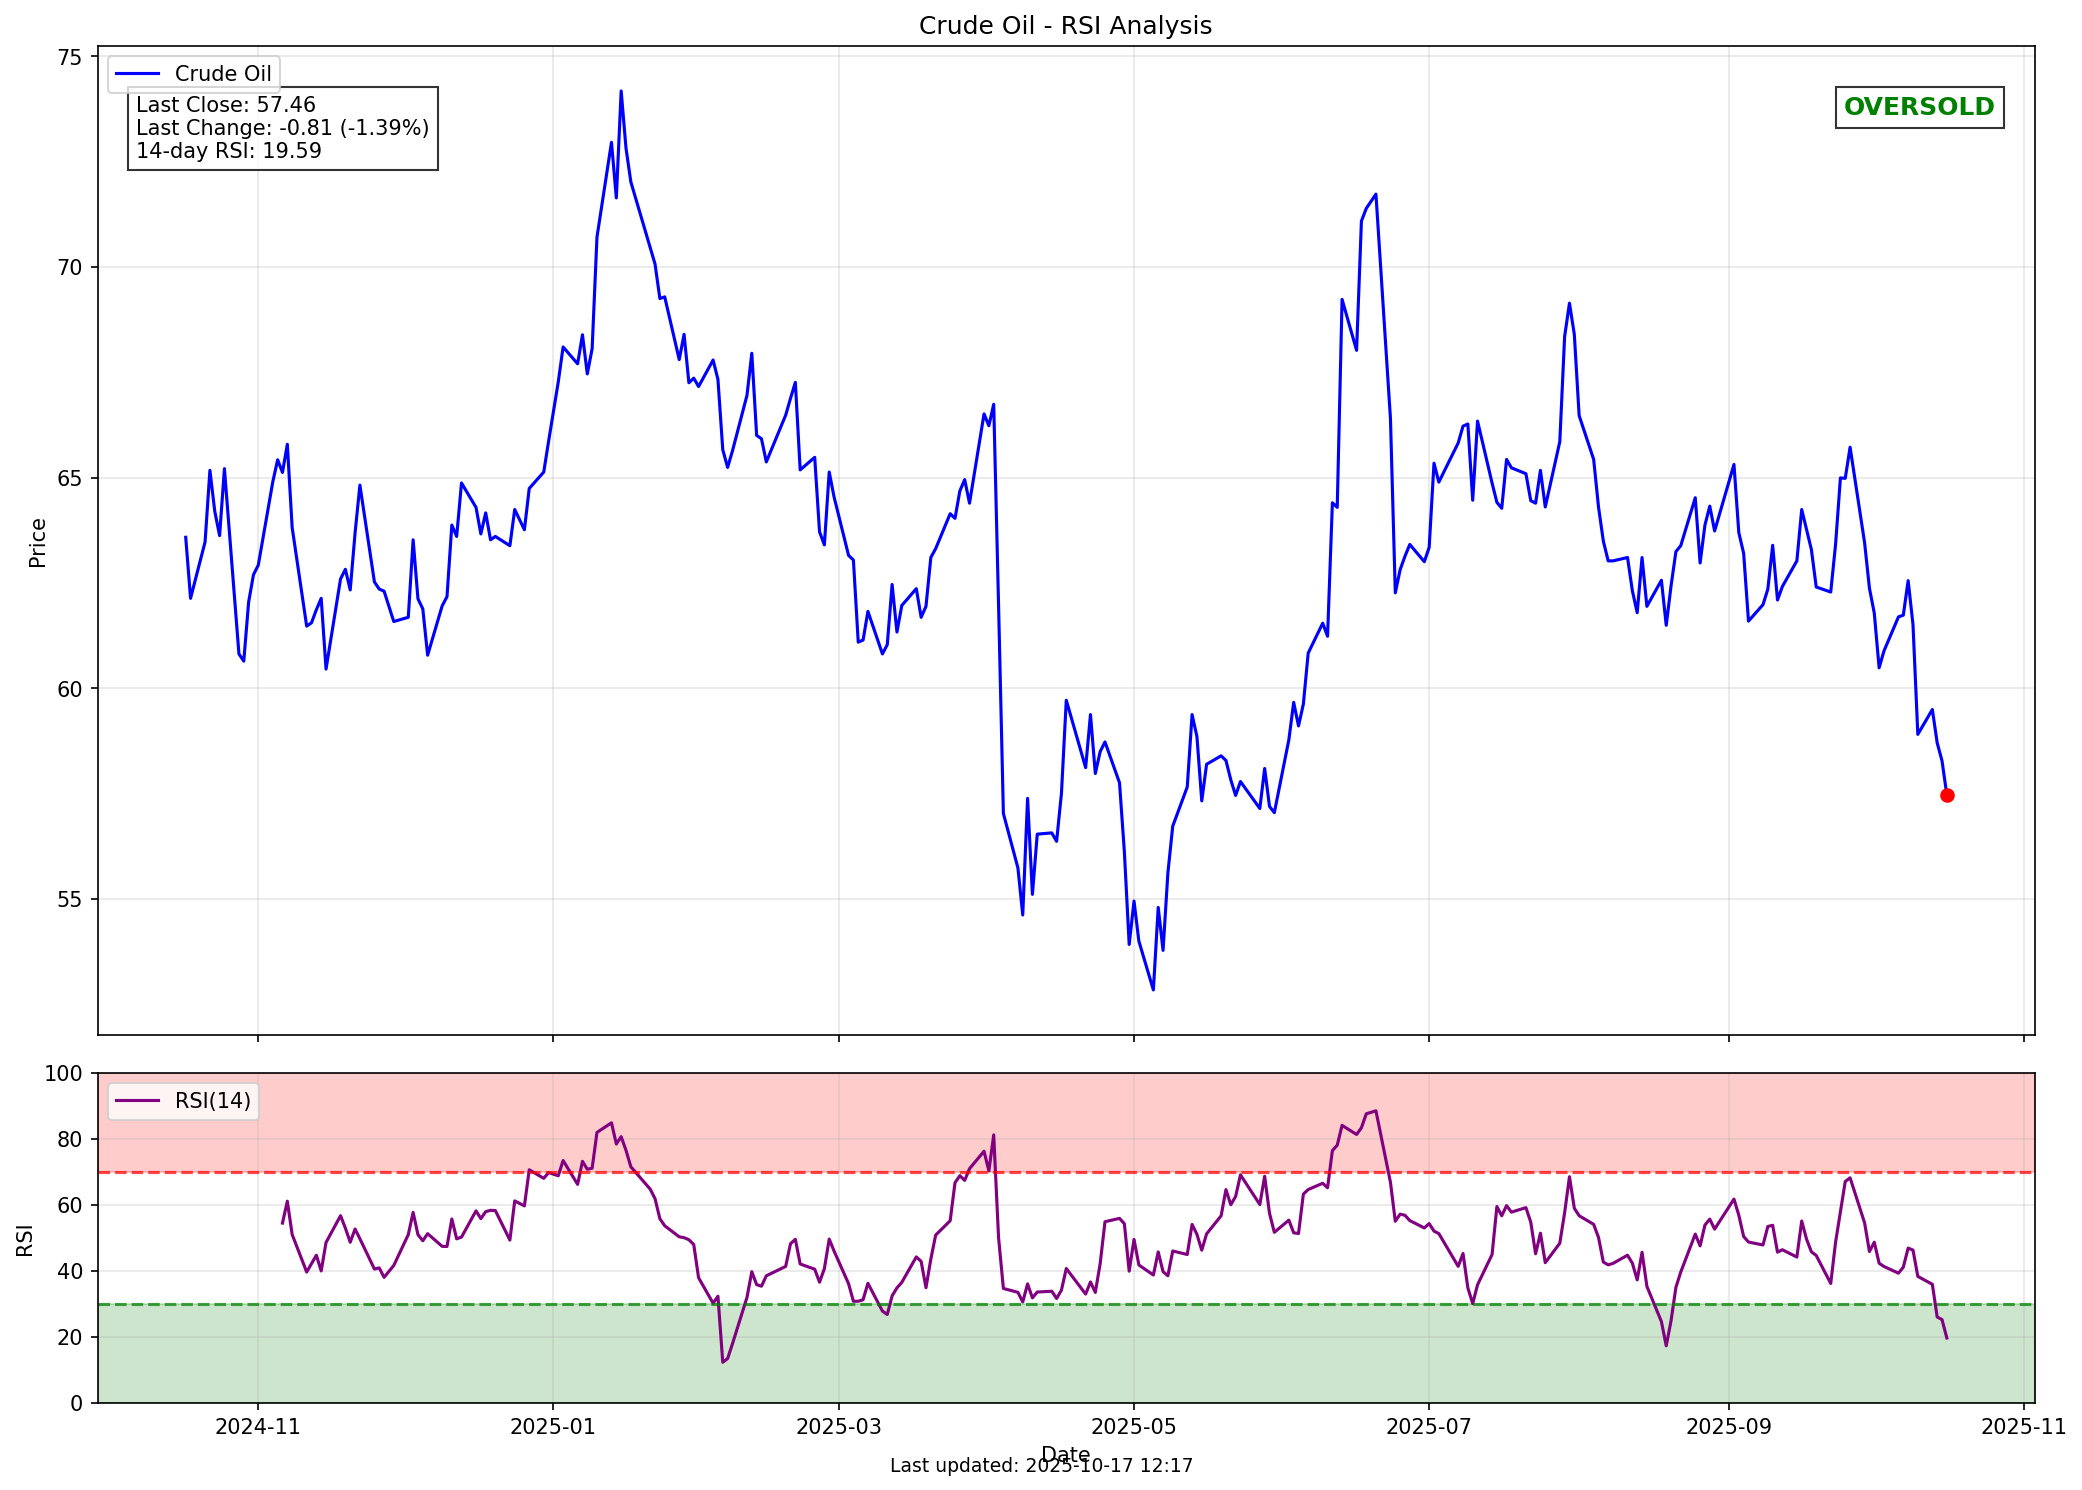 Crude Oil - RSI Analysis
Crude Oil
Last Close: 57.46
Last Change: -0.81 (-1.39%)
14-day RSI: 19.59
OVERSOLD
75
70
65
60
55
Price
RSI(14)
100
80
60
40
20
0
RSI
2024-11
2025-01
2025-03
2025-05
2025-07
2025-09
2025-11
Date
Last updated: 2025-10-17 12:17